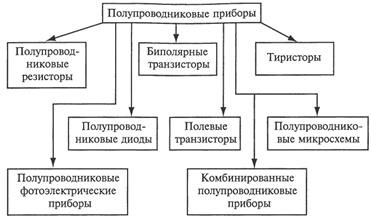 Полупроводниковые приборы
Полупровод-
никовые
резисторы
Биполярные
транзисторы
Тиристоры
Полупровод-
никовые диоды
Полевые
транзисторы
Полупроводнико-
вые микросхемы
Полупроводниковые
фотоэлектрические
приборы
Комбинированные
полупроводниковые
приборы